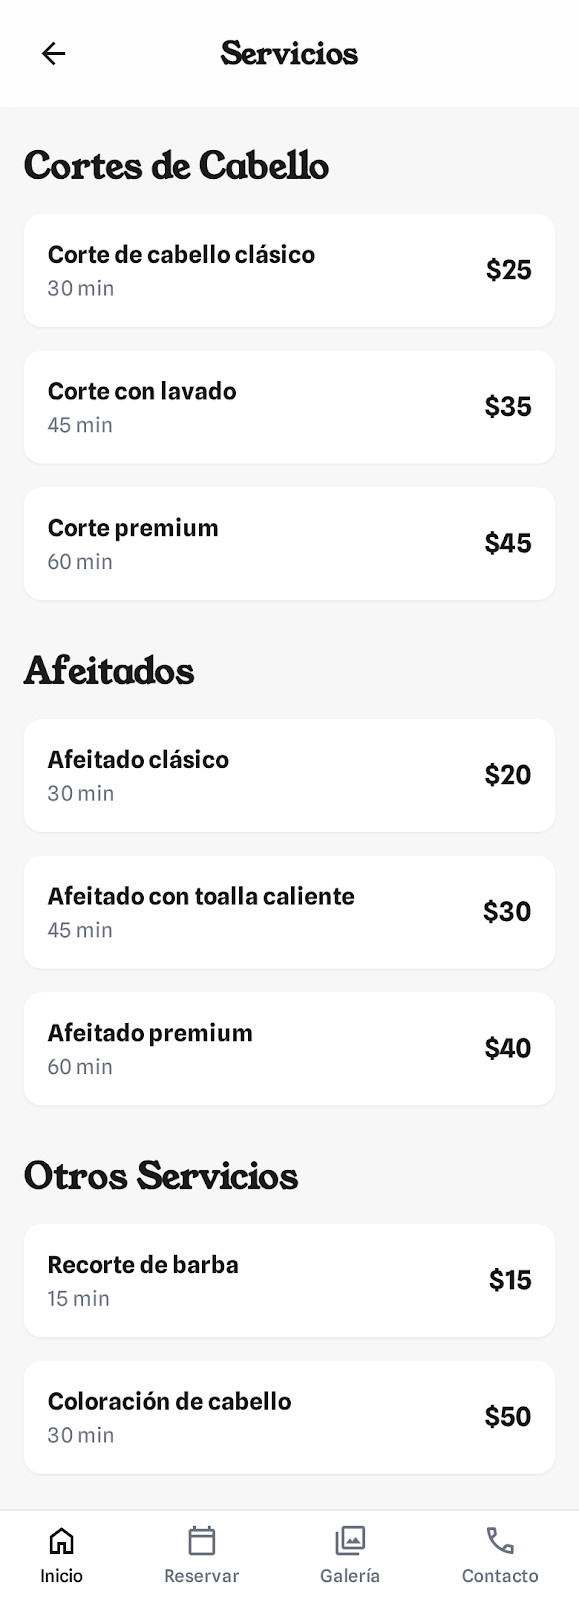 Servicios
Cortes de Cabello
Corte de cabello clásico
30 min
$25
Corte con lavado
45 min
$35
Corte premium
60 min
$45
Afeitados
Afeitado clásico
30 min
$20
Afeitado con toalla caliente
45 min
$30
Afeitado premium
60 min
$40
Otros Servicios
Recorte de barba
15 min
$15
Coloración de cabello
30 min
$50
Inicio
Reservar
Galería
Contacto